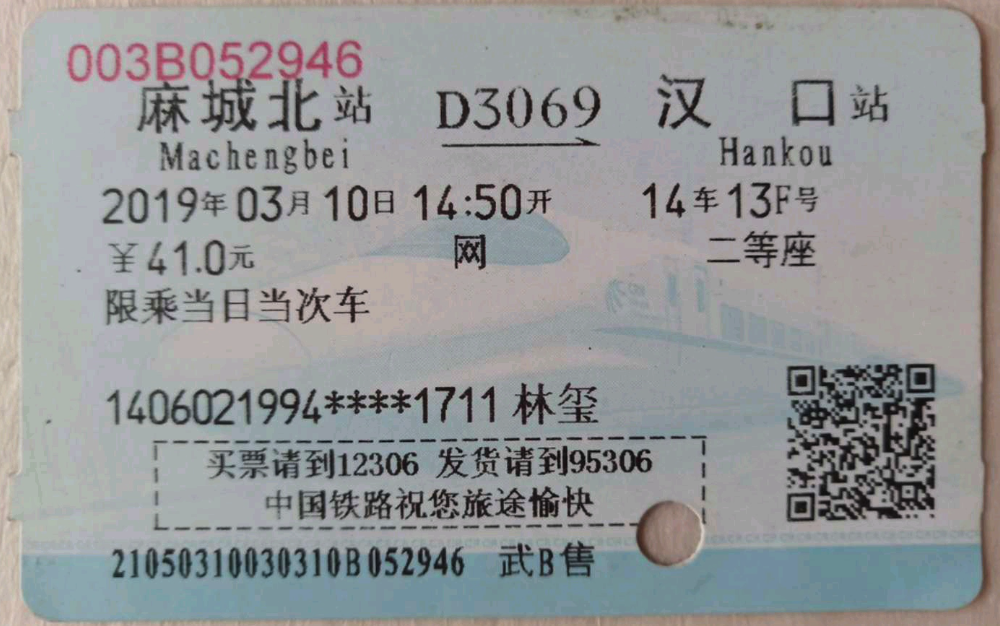 003B052946
麻城北站 D3069 汉口站
Machengbei Hankou
2019年03月10日 14:50开 14车13F号
¥41.0元 网 二等座
限乘当日当次车
1406021994****1711 林玺
买票请到12306 发货请到95306
中国铁路祝您旅途愉快
21050310030310B052946 武B售